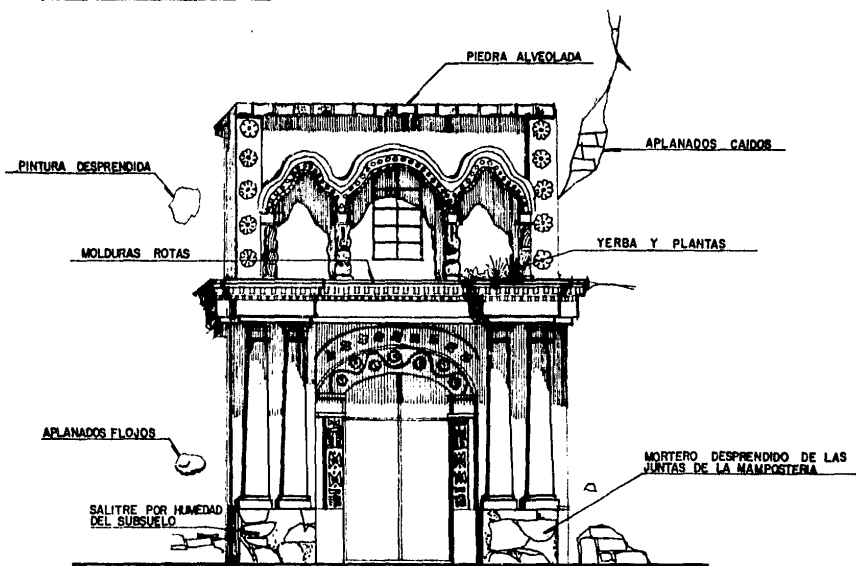 PIEDRA ALVEOLADA
APLANADOS CAIDOS
PINTURA DESPRENDIDA
MOLDURAS ROTAS
YERBA Y PLANTAS
APLANADOS FLOJOS
MORTERO DESPRENDIDO DE LAS
JUNTAS DE LA MAMPOSTERIA
SALITRE POR HUMEDAD
DEL SUBSUELO